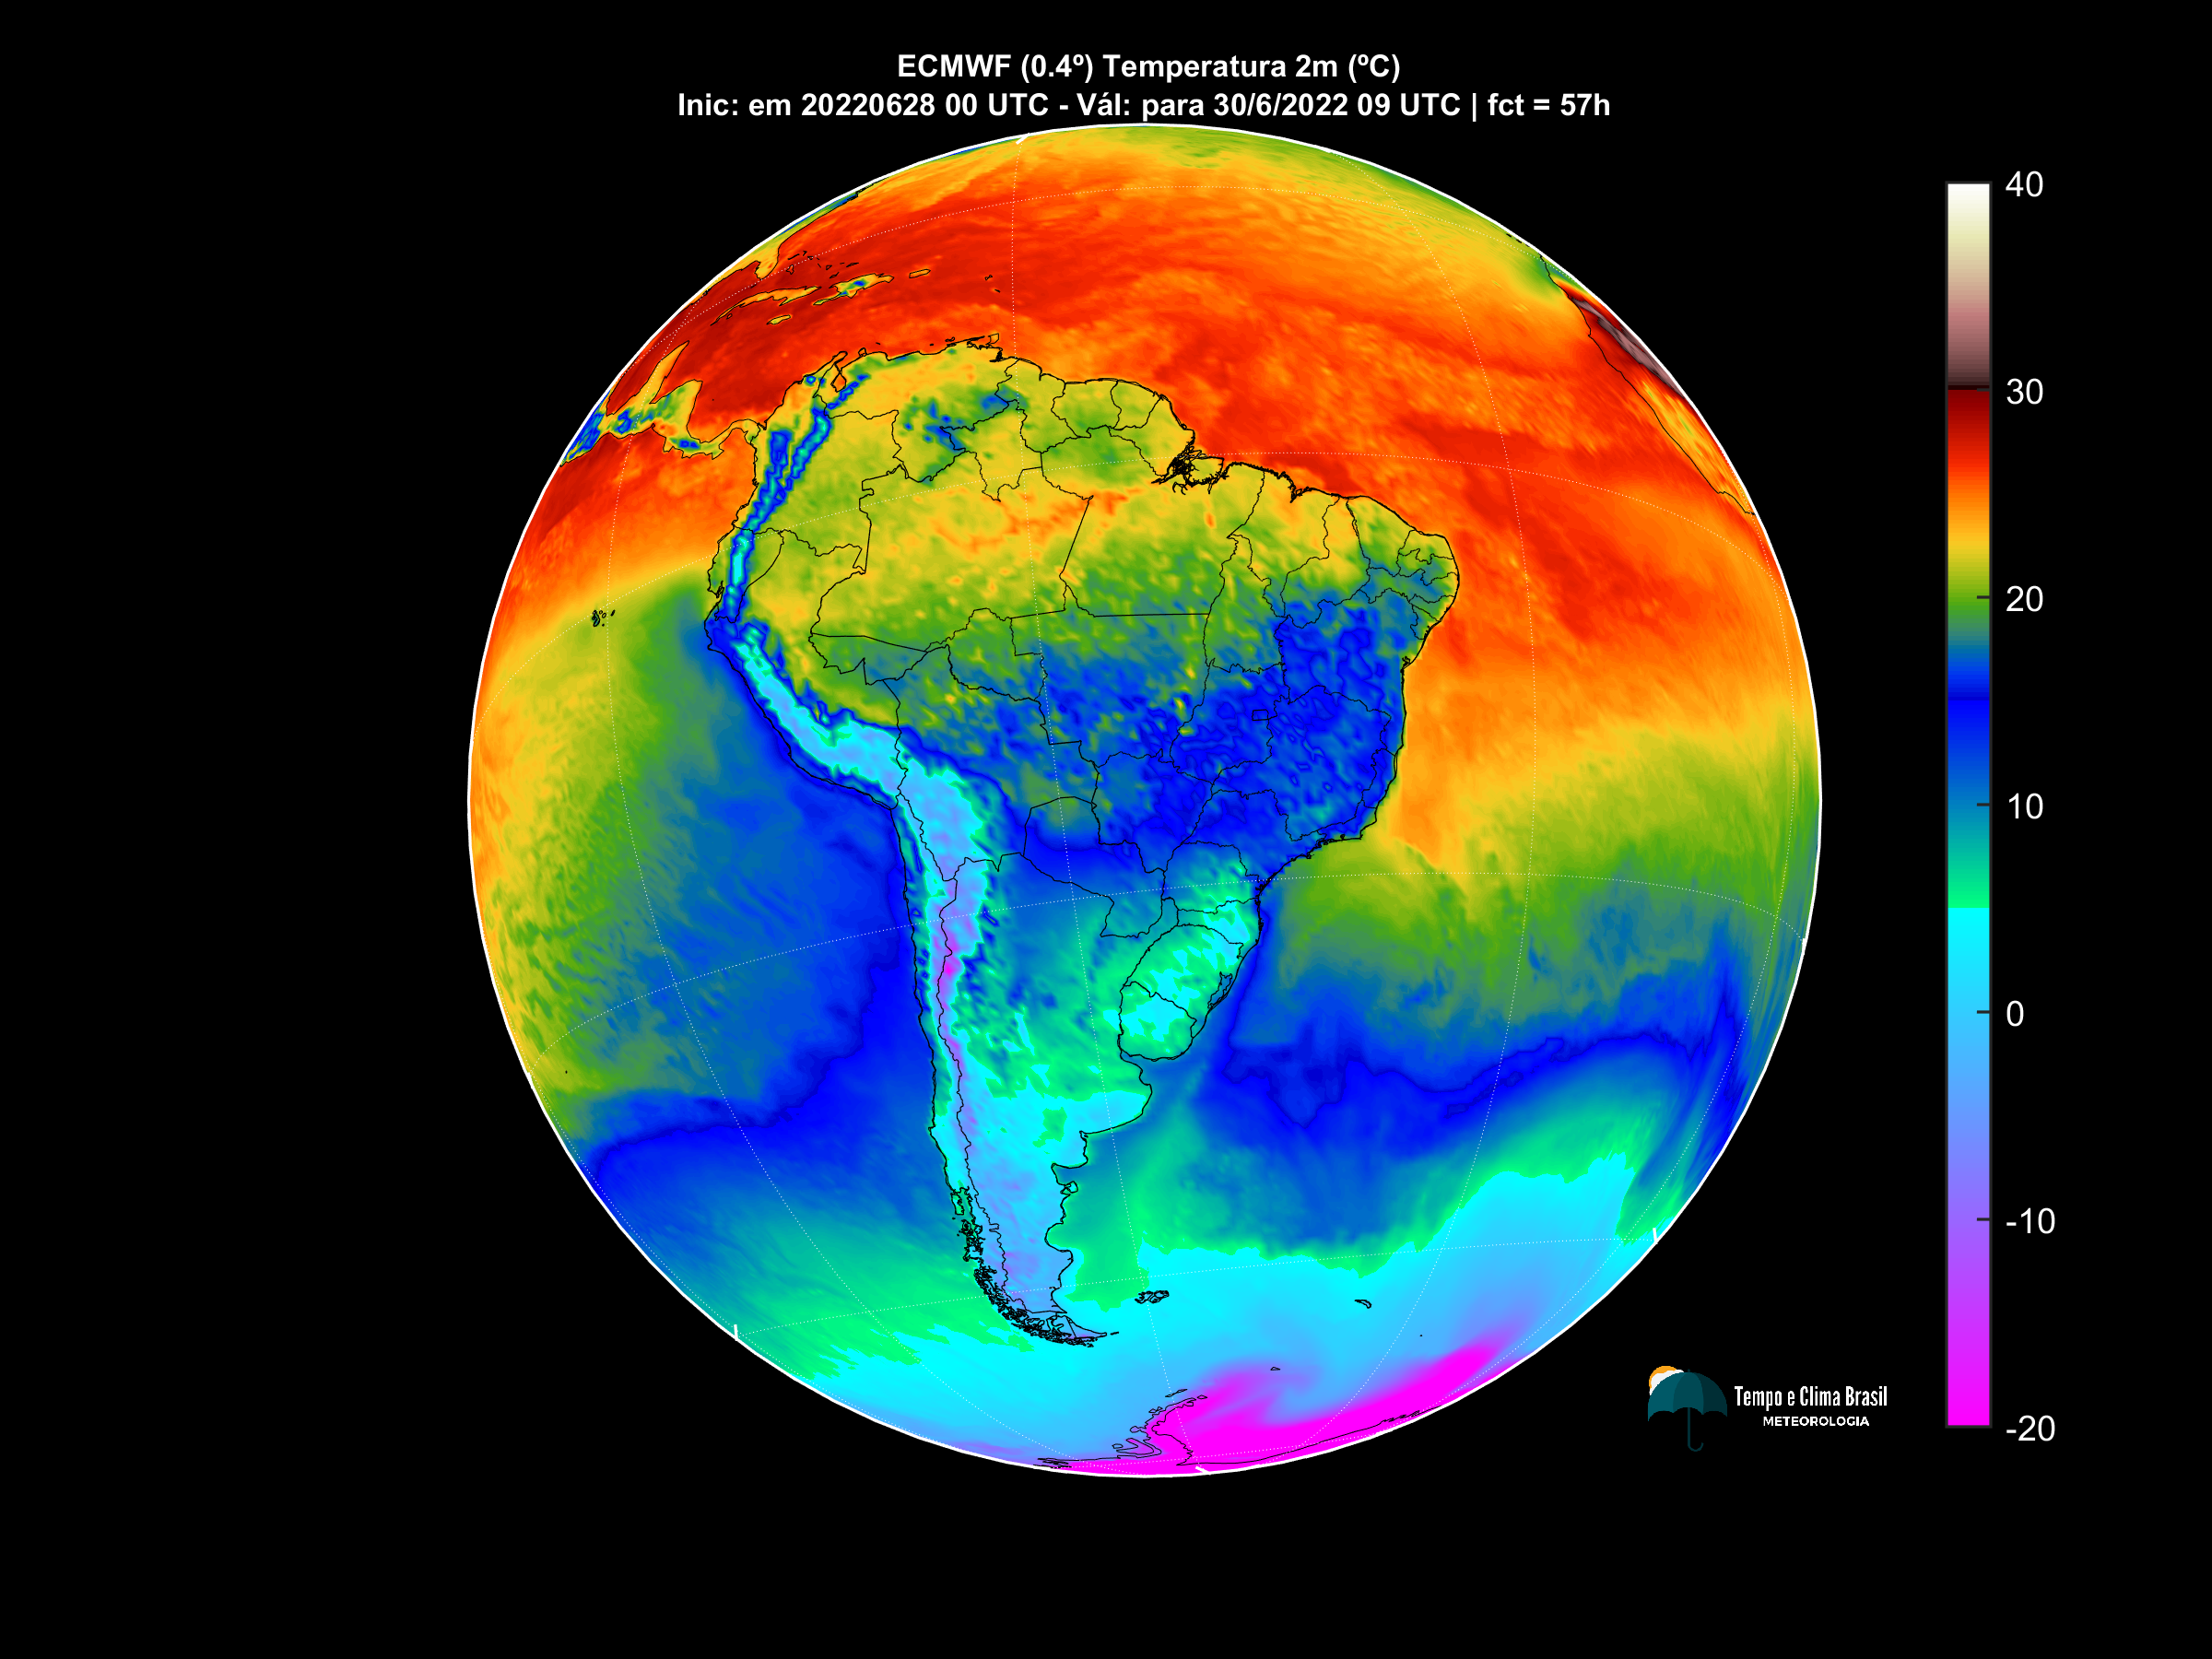 ECMWF (0.4º) Temperatura 2m (ºC)
Inic: em 20220628 00 UTC - Vál: para 30/6/2022 09 UTC | fct = 57h
40
30
20
10
0
-10
-20
Tempo e Clima Brasil
METEOROLOGIA